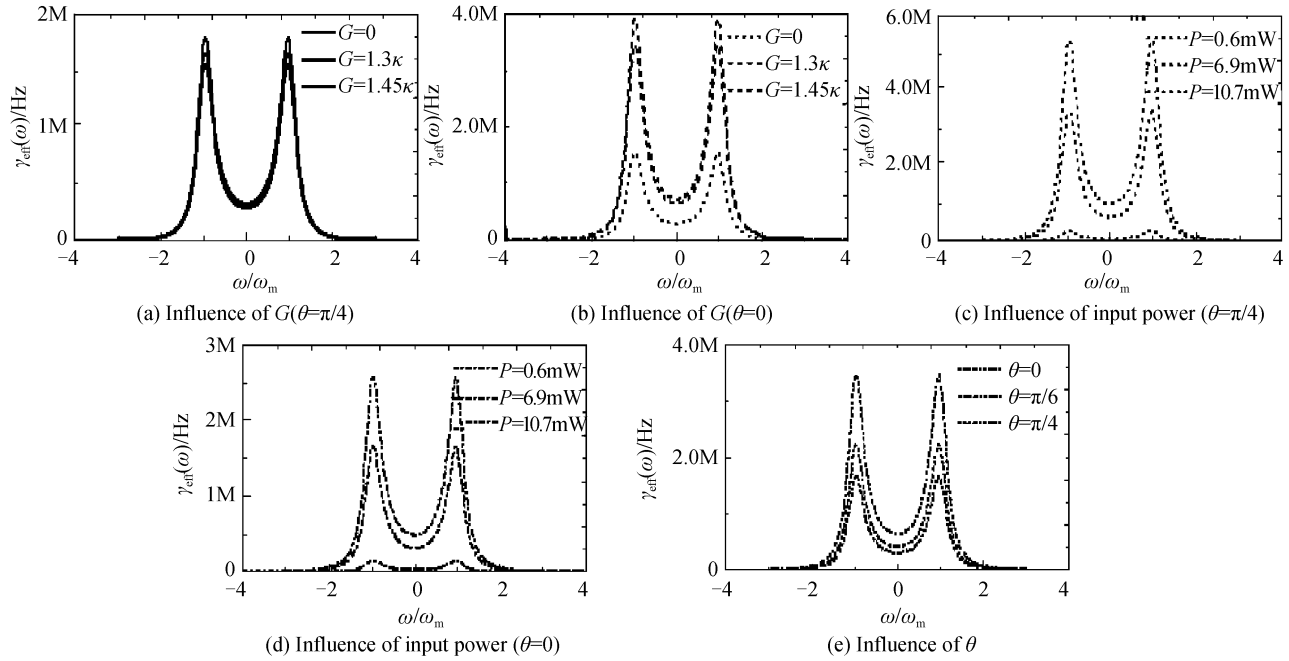 2M
1M
0
γeff(ω)/Hz
G=0
G=1.3κ
G=1.45κ
−4
−2
0
2
4
ω/ωm
(a) Influence of G(θ=π/4)
4.0M
2.0M
0
γeff(ω)/Hz
G=0
G=1.3κ
G=1.45κ
−4
−2
0
2
4
ω/ωm
(b) Influence of G(θ=0)
6.0M
4.0M
2.0M
0
γeff(ω)/Hz
P=0.6mW
P=6.9mW
P=10.7mW
−4
−2
0
2
4
ω/ωm
(c) Influence of input power (θ=π/4)
3M
2M
1M
0
γeff(ω)/Hz
P=0.6mW
P=6.9mW
P=10.7mW
−4
−2
0
2
4
ω/ωm
(d) Influence of input power (θ=0)
4.0M
2.0M
0
γeff(ω)/Hz
θ=0
θ=π/6
θ=π/4
−4
−2
0
2
4
ω/ωm
(e) Influence of θ